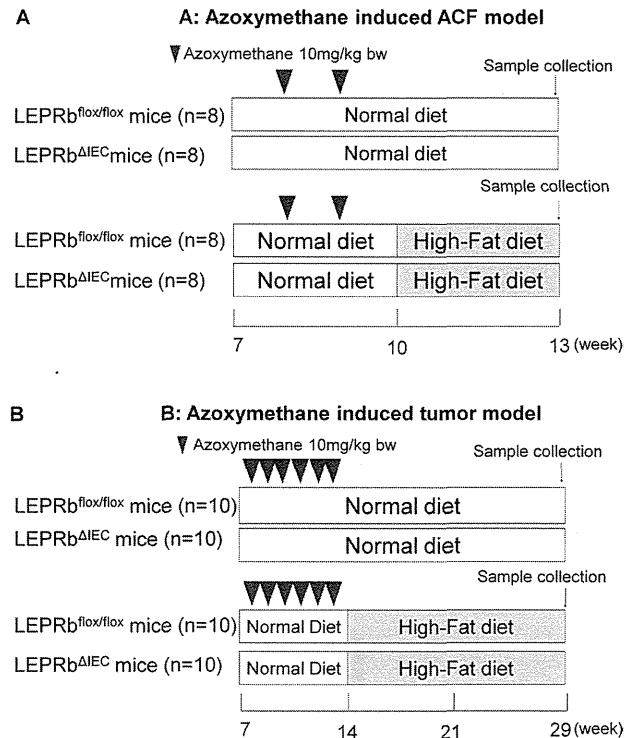 A
A: Azoxymethane induced ACF model
Azoxymethane 10mg/kg bw
Sample collection
LEPRb^flox/flox mice (n=8)
Normal diet
LEPRb^ΔIEC mice (n=8)
Normal diet
Sample collection
LEPRb^flox/flox mice (n=8)
Normal diet
High-Fat diet
LEPRb^ΔIEC mice (n=8)
Normal diet
High-Fat diet
7
10
13 (week)
B
B: Azoxymethane induced tumor model
Azoxymethane 10mg/kg bw
Sample collection
LEPRb^flox/flox mice (n=10)
Normal diet
LEPRb^ΔIEC mice (n=10)
Normal diet
Sample collection
LEPRb^flox/flox mice (n=10)
Normal Diet
High-Fat diet
LEPRb^ΔIEC mice (n=10)
Normal Diet
High-Fat diet
7
14
21
29 (week)